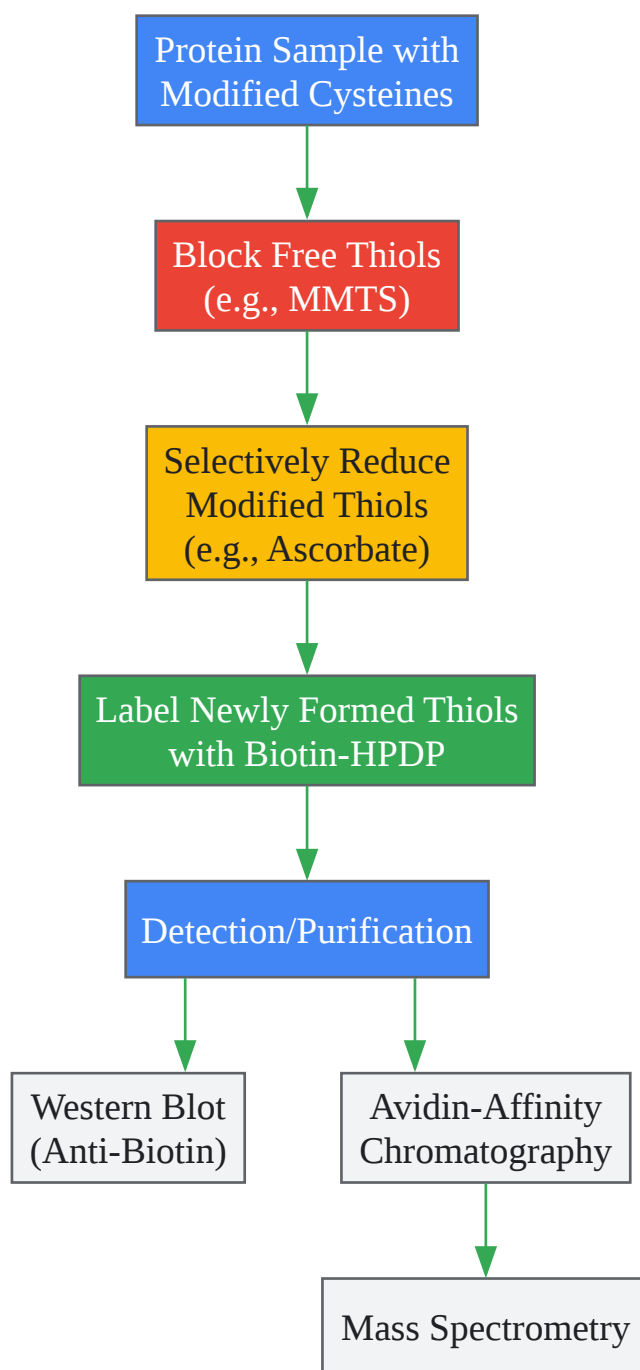 Protein Sample with
Modified Cysteines
Block Free Thiols
(e.g., MMTS)
Selectively Reduce
Modified Thiols
(e.g., Ascorbate)
Label Newly Formed Thiols
with Biotin-HPDP
Detection/Purification
Western Blot
(Anti-Biotin)
Avidin-Affinity
Chromatography
Mass Spectrometry